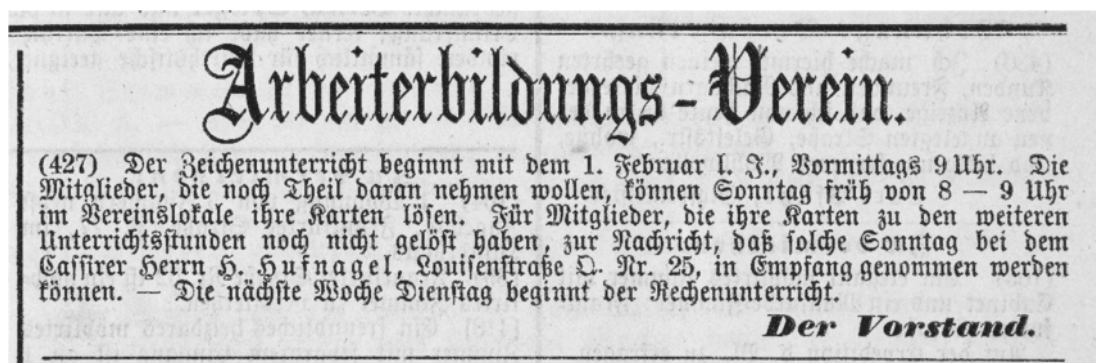 Arbeiterbildungs-Verein.
(427) Der Zeichenunterricht beginnt mit dem 1. Februar l. J., Vormittags 9 Uhr. Die
Mitglieder, die noch Theil daran nehmen wollen, können Sonntag früh von 8 — 9 Uhr
im Vereinslokale ihre Karten lösen. Für Mitglieder, die ihre Karten zu den weiteren
Unterrichtsstunden noch nicht gelöst haben zur Nachricht, daß solche Sonntag bei dem
Cassirer Herrn H. Hufnagel, Louisenstraße Q. Nr. 25, in Empfang genommen werden
können. — Die nächste Woche Dienstag beginnt der Rechenunterricht.
Der Vorstand.